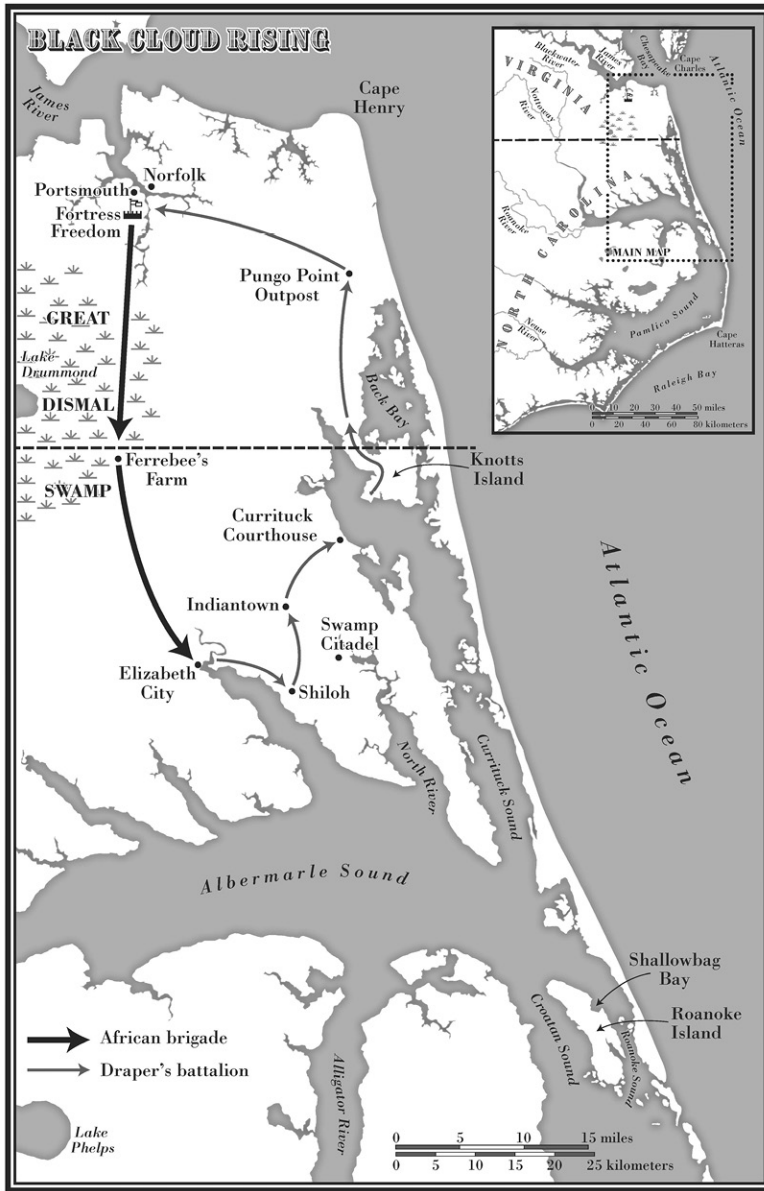 BLACK CLOUD RISING
James
River
Cape
Henry
Norfolk
Portsmouth
Fortress
Freedom
Pungo Point
Outpost
GREAT
Lake
Drummond
DISMAL
SWAMP
Back Bay
Ferrebee's
Farm
Knotts
Island
Currituck
Courthouse
Indiantown
Swamp
Citadel
Elizabeth
City
Shiloh
North River
Currituck Sound
Atlantic Ocean
Albermarle Sound
Shallowbag
Bay
Roanoke
Island
Croatan Sound
Roanoke Sound
Alligator River
African brigade
Draper's battalion
Lake
Phelps
0 5 10 15 miles
0 5 10 15 20 25 kilometers
VIRGINIA
Blackwater
River
James
River
Chesapeake
Bay
Cape
Charles
Atlantic Ocean
Nottoway
River
NORTH CAROLINA
Roanoke
River
MAIN MAP
Neuse
River
Pamlico Sound
Cape
Hatteras
Raleigh Bay
0 10 20 30 40 50 miles
0 20 40 60 80 kilometers